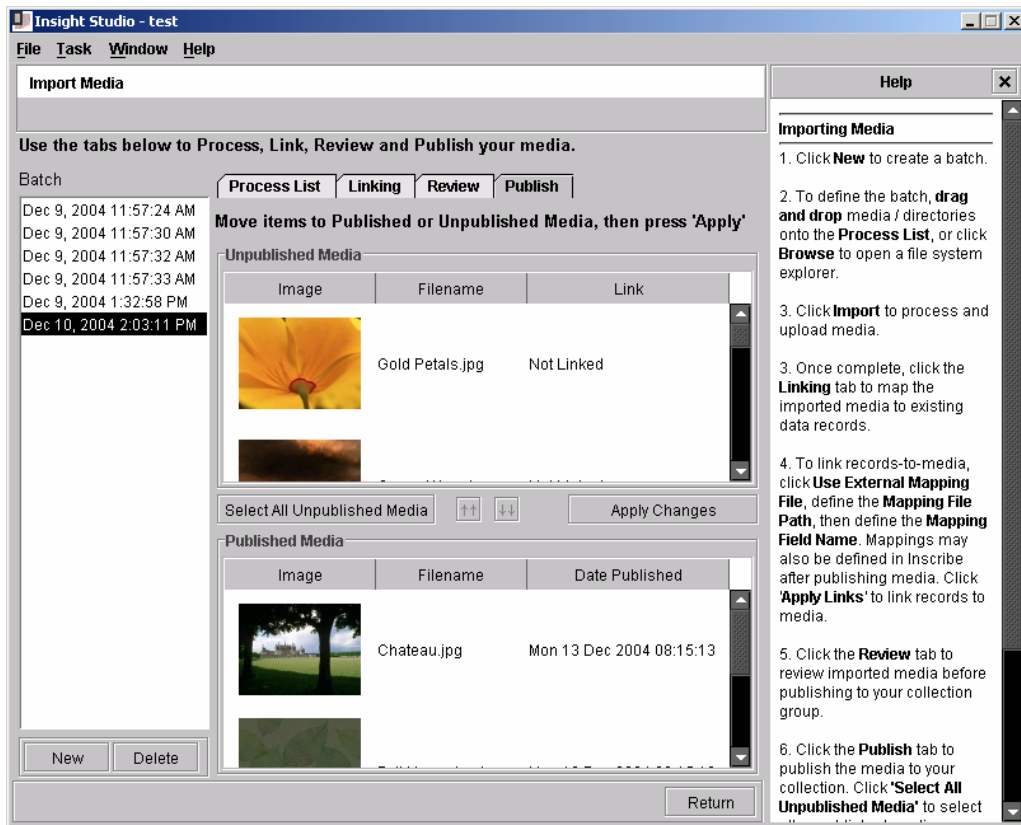 Insight Studio - test
File Task Window Help
Import Media
Use the tabs below to Process, Link, Review and Publish your media.
Batch
Dec 9, 2004 11:57:24 AM
Dec 9, 2004 11:57:30 AM
Dec 9, 2004 11:57:32 AM
Dec 9, 2004 11:57:33 AM
Dec 9, 2004 1:32:58 PM
Dec 10, 2004 2:03:11 PM
New Delete
Process List Linking Review Publish
Move items to Published or Unpublished Media, then press 'Apply'
Unpublished Media
Image Filename Link
Gold Petals.jpg Not Linked
Select All Unpublished Media Apply Changes
Published Media
Image Filename Date Published
Chateau.jpg Mon 13 Dec 2004 08:15:13
Return
Help
Importing Media
1. Click New to create a batch.
2. To define the batch, drag
and drop media / directories
onto the Process List, or click
Browse to open a file system
explorer.
3. Click Import to process and
upload media.
3. Once complete, click the
Linking tab to map the
imported media to existing
data records.
4. To link records-to-media,
click Use External Mapping
File, define the Mapping File
Path, then define the Mapping
Field Name. Mappings may
also be defined in Inscribe
after publishing media. Click
'Apply Links' to link records to
media.
5. Click the Review tab to
review imported media before
publishing to your collection
group.
6. Click the Publish tab to
publish the media to your
collection. Click 'Select All
Unpublished Media' to select